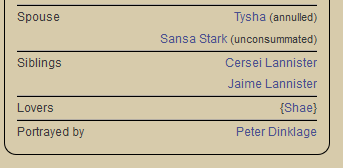 Spouse Tysha (annulled)
Sansa Stark (unconsummated)
Siblings Cersei Lannister
Jaime Lannister
Lovers {Shae}
Portrayed by Peter Dinklage